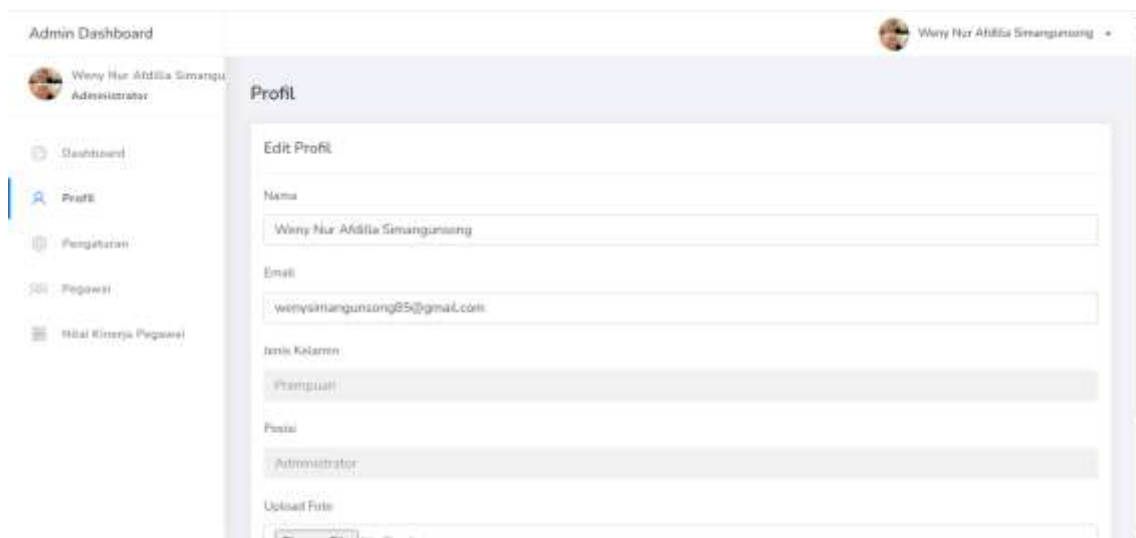 Admin Dashboard
Weny Nur Afdilla Simangunsong
Weny Nur Afdilla Simangu
Administrator
Profil
Edit Profil
Dashboard
Profil
Nama
Weny Nur Afdilla Simangunsong
Pengaturan
Email
Pegawai
wenysimangunsong85@gmail.com
Nilai Kinerja Pegawai
Jenis Kelamin
Prempuan
Posisi
Administrator
Upload Foto